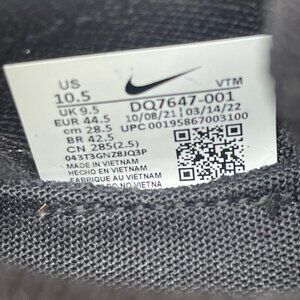 US VTM
10.5 DQ7647-001
UK 9.5 10/08/21 03/14/22
EUR 44.5 UPC 00195867003100
cm 28.5
BR 42.5
CN 285(2.5)
043T3GNZ8JQ3P
MADE IN VIETNAM
HECHO EN VIETNAM
FABRIQUÉ AU VIETNAM